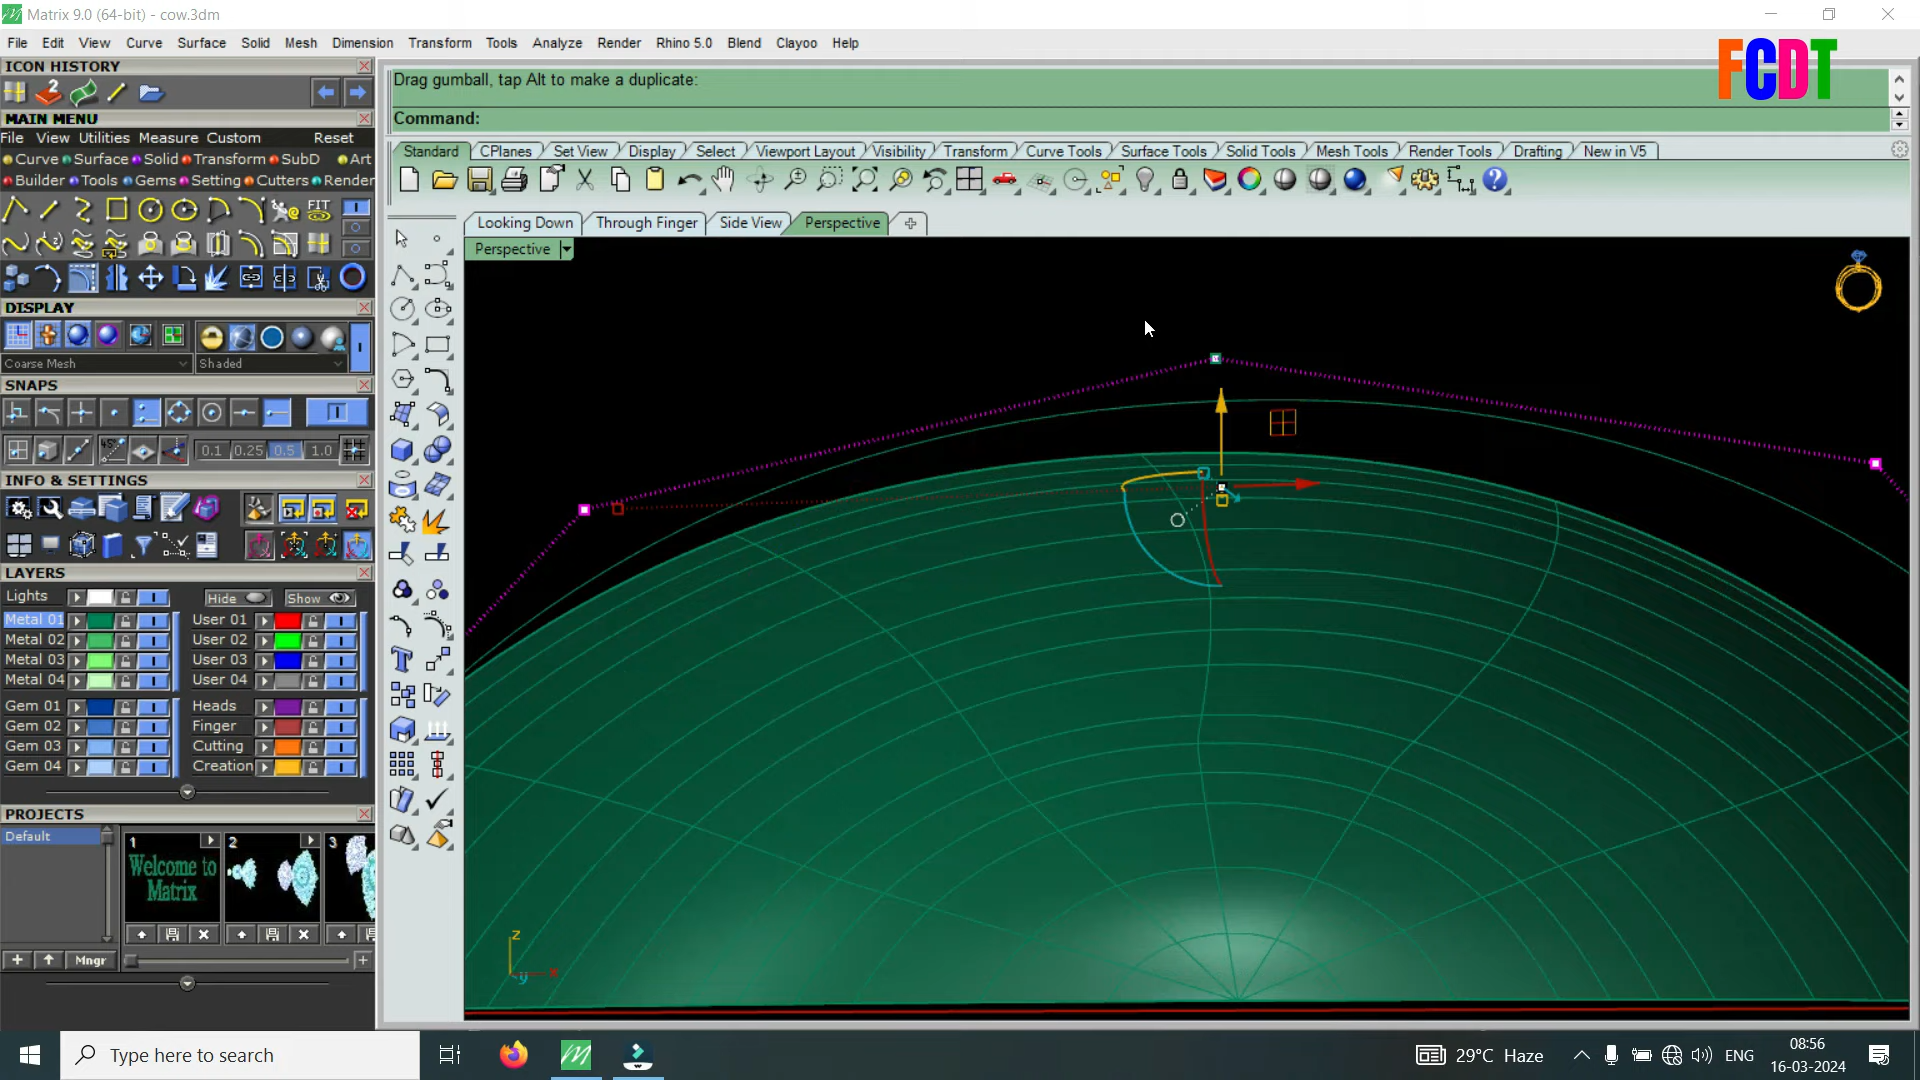 Matrix 9.0 (64-bit) - cow.3dm
File Edit View Curve Surface Solid Mesh Dimension Transform Tools Analyze Render Rhino 5.0 Blend Clayoo Help
FCDT
ICON HISTORY
Drag gumball, tap Alt to make a duplicate:
Command:
MAIN MENU
File View Utilities Measure Custom Reset
Curve Surface Solid Transform SubD Art
Builder Tools Gems Setting Cutters Render
Standard CPlanes Set View Display Select Viewport Layout Visibility Transform Curve Tools Surface Tools Solid Tools Mesh Tools Render Tools Drafting New in V5
FIT
Looking Down Through Finger Side View Perspective
Perspective
DISPLAY
Coarse Mesh Shaded
SNAPS
45°
0.1 0.25 0.5 1.0
INFO & SETTINGS
LAYERS
Lights Hide Show
Metal 01 User 01
Metal 02 User 02
Metal 03 User 03
Metal 04 User 04
Gem 01 Heads
Gem 02 Finger
Gem 03 Cutting
Gem 04 Creation
PROJECTS
Default
1 2 3
Welcome to
Matrix
Mngr
z
x
y
Type here to search
29°C Haze
ENG
08:56
16-03-2024